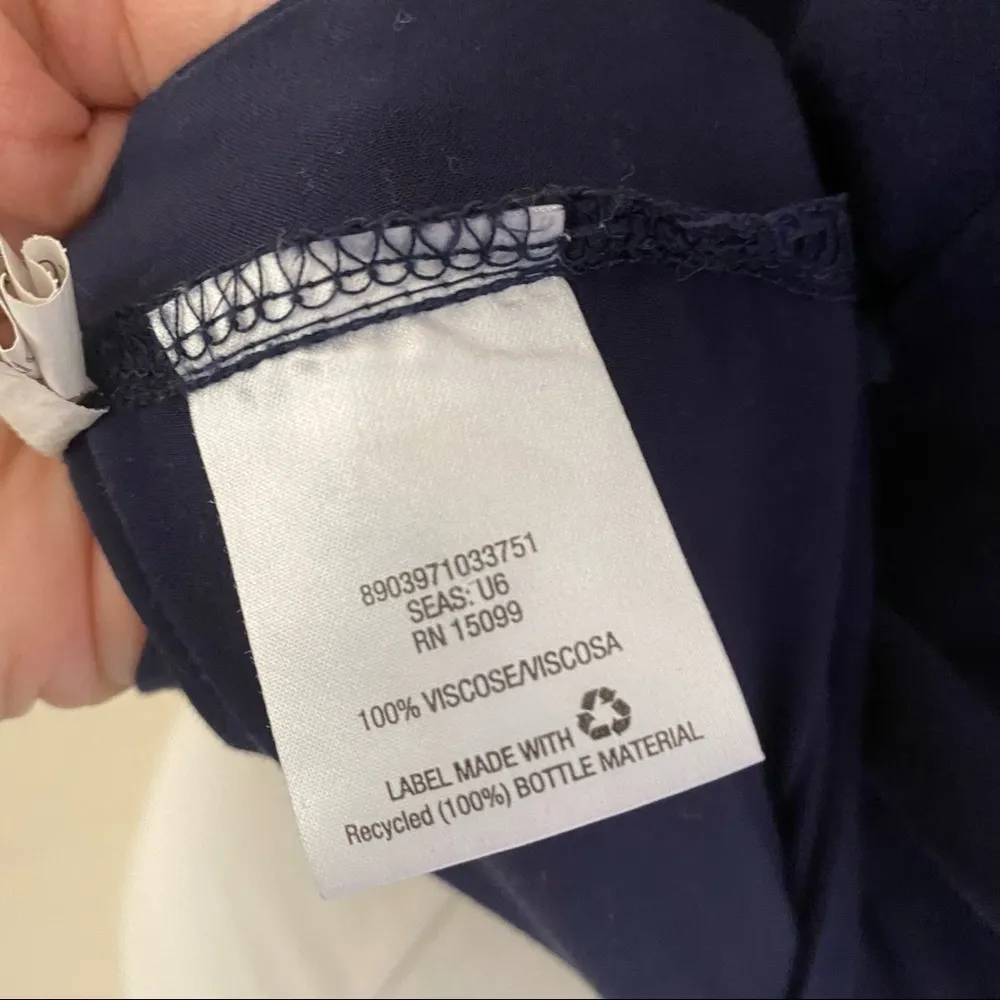 8903971033751
SEAS: U6
RN 15099
100% VISCOSE/VISCOSA
LABEL MADE WITH
Recycled (100%) BOTTLE MATERIAL